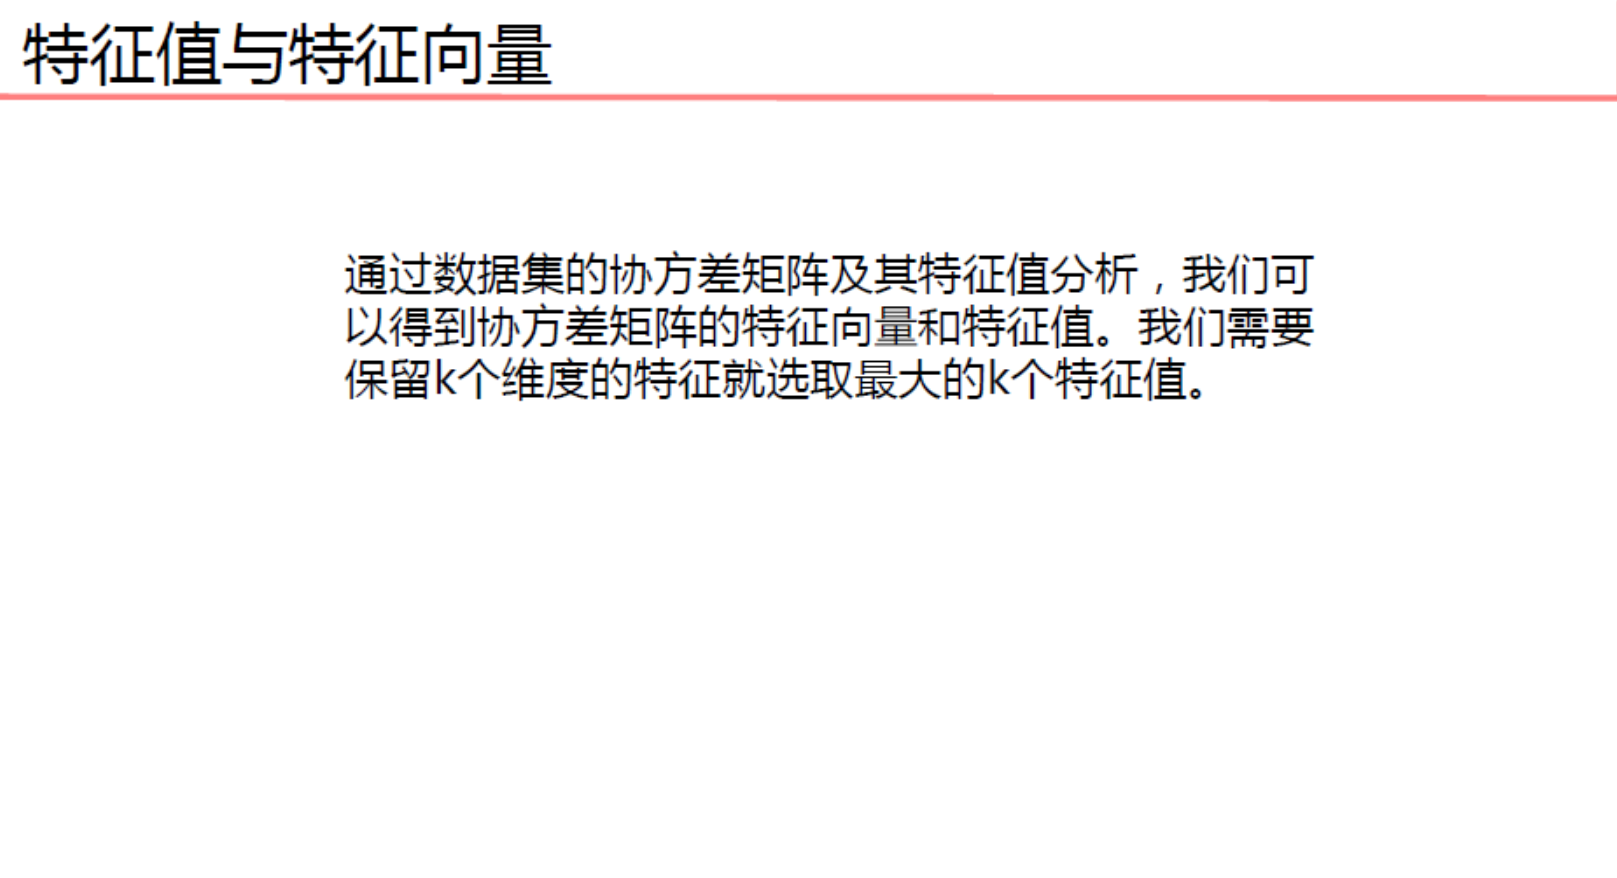 特征值与特征向量
通过数据集的协方差矩阵及其特征值分析，我们可
以得到协方差矩阵的特征向量和特征值。我们需要
保留k个维度的特征就选取最大的k个特征值。